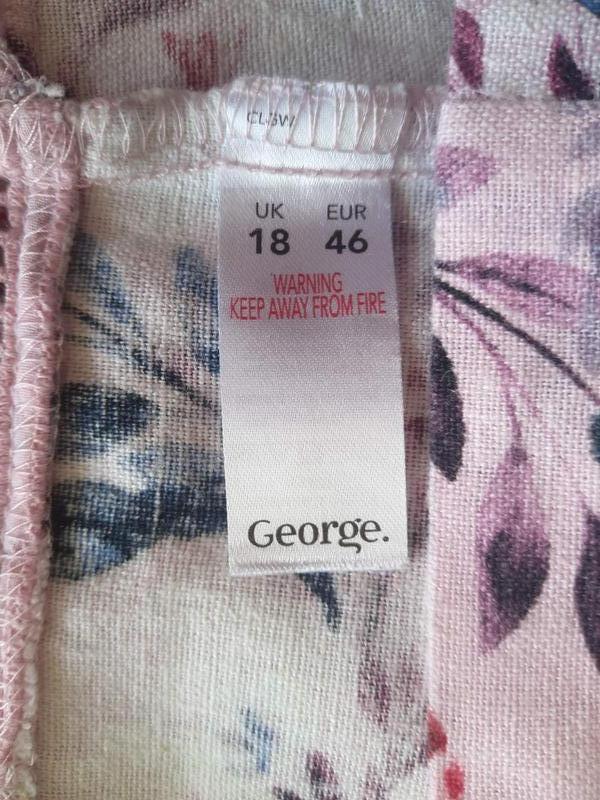 UK EUR
18 46
WARNING
KEEP AWAY FROM FIRE
George.